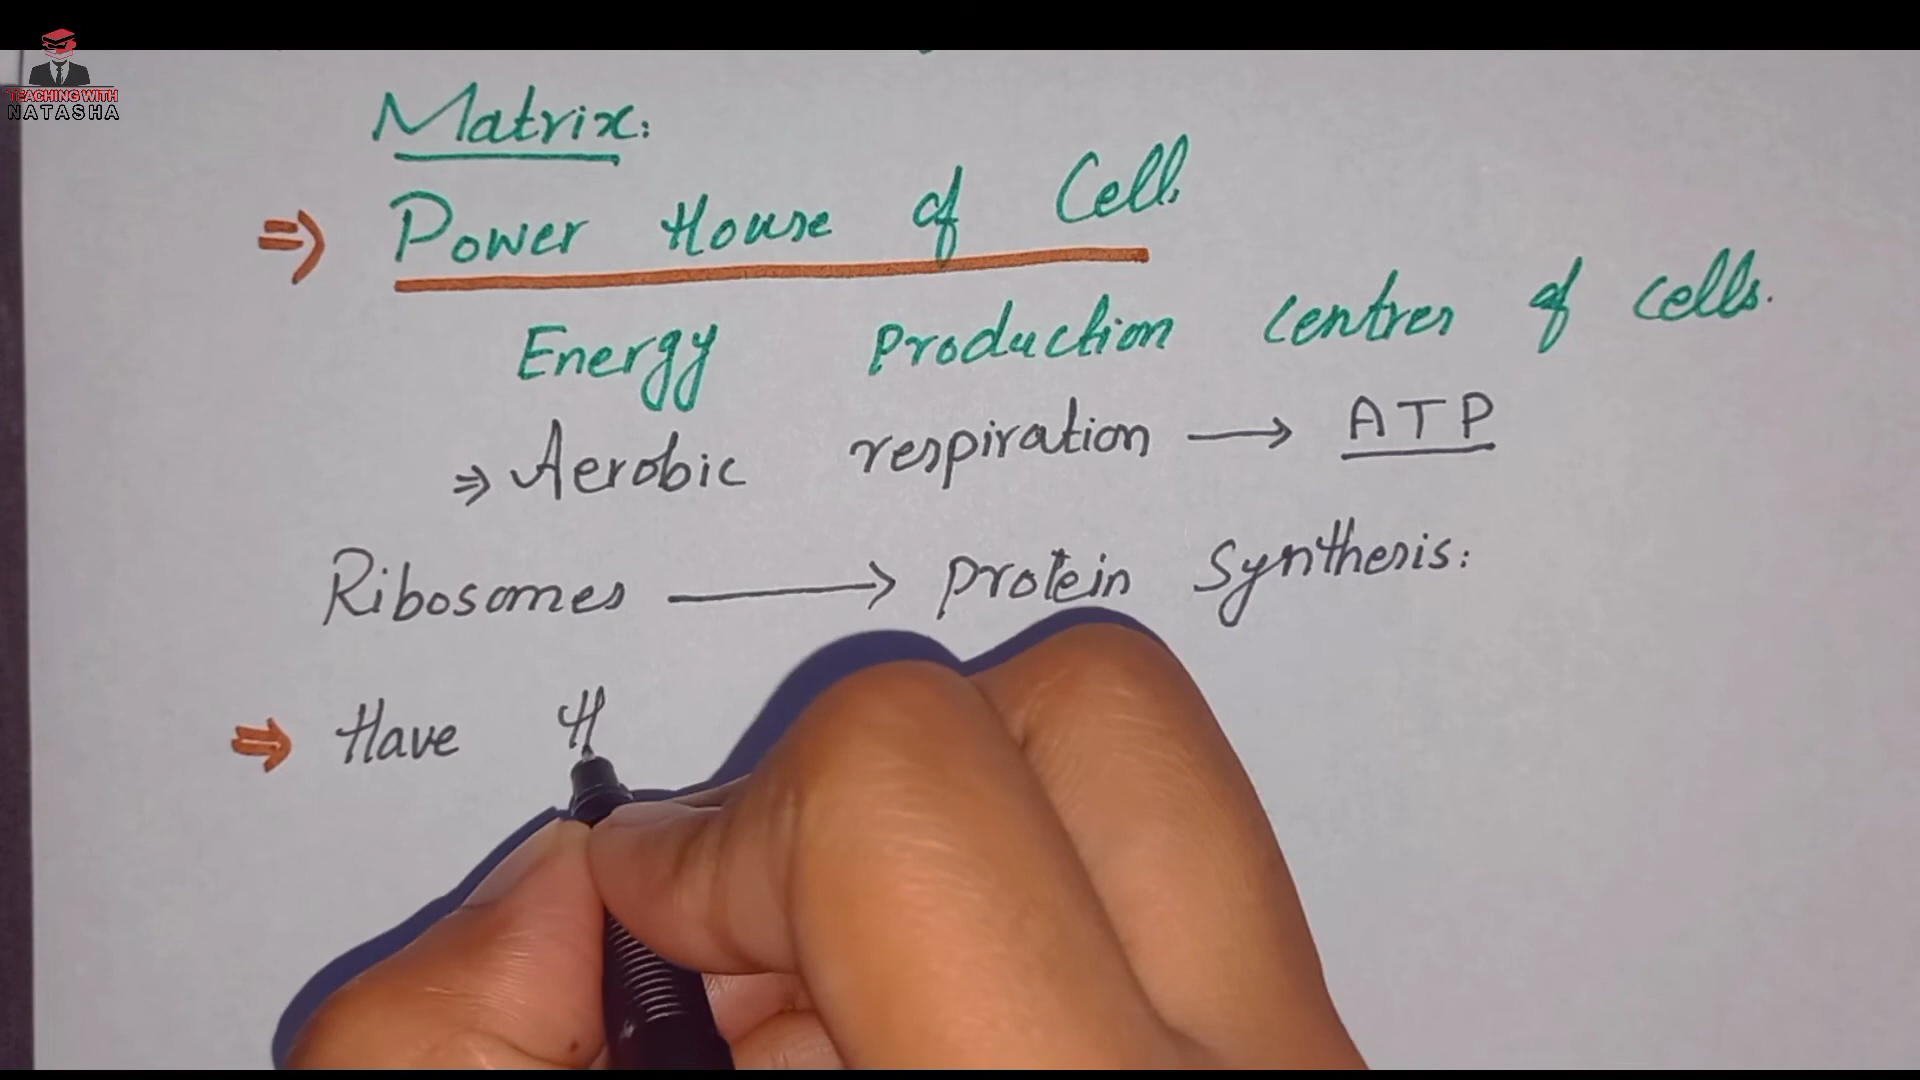 TEACHING WITH
NATASHA
Matrix:
⇒ Power House of Cell.
Energy Production Centres of cells.
⇒ Aerobic respiration → ATP
Ribosomes → Protein Synthesis:
⇒ Have